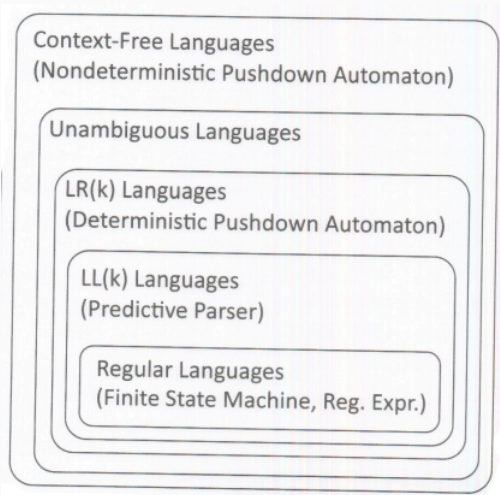 Context-Free Languages
(Nondeterministic Pushdown Automaton)
Unambiguous Languages
LR(k) Languages
(Deterministic Pushdown Automaton)
LL(k) Languages
(Predictive Parser)
Regular Languages
(Finite State Machine, Reg. Expr.)